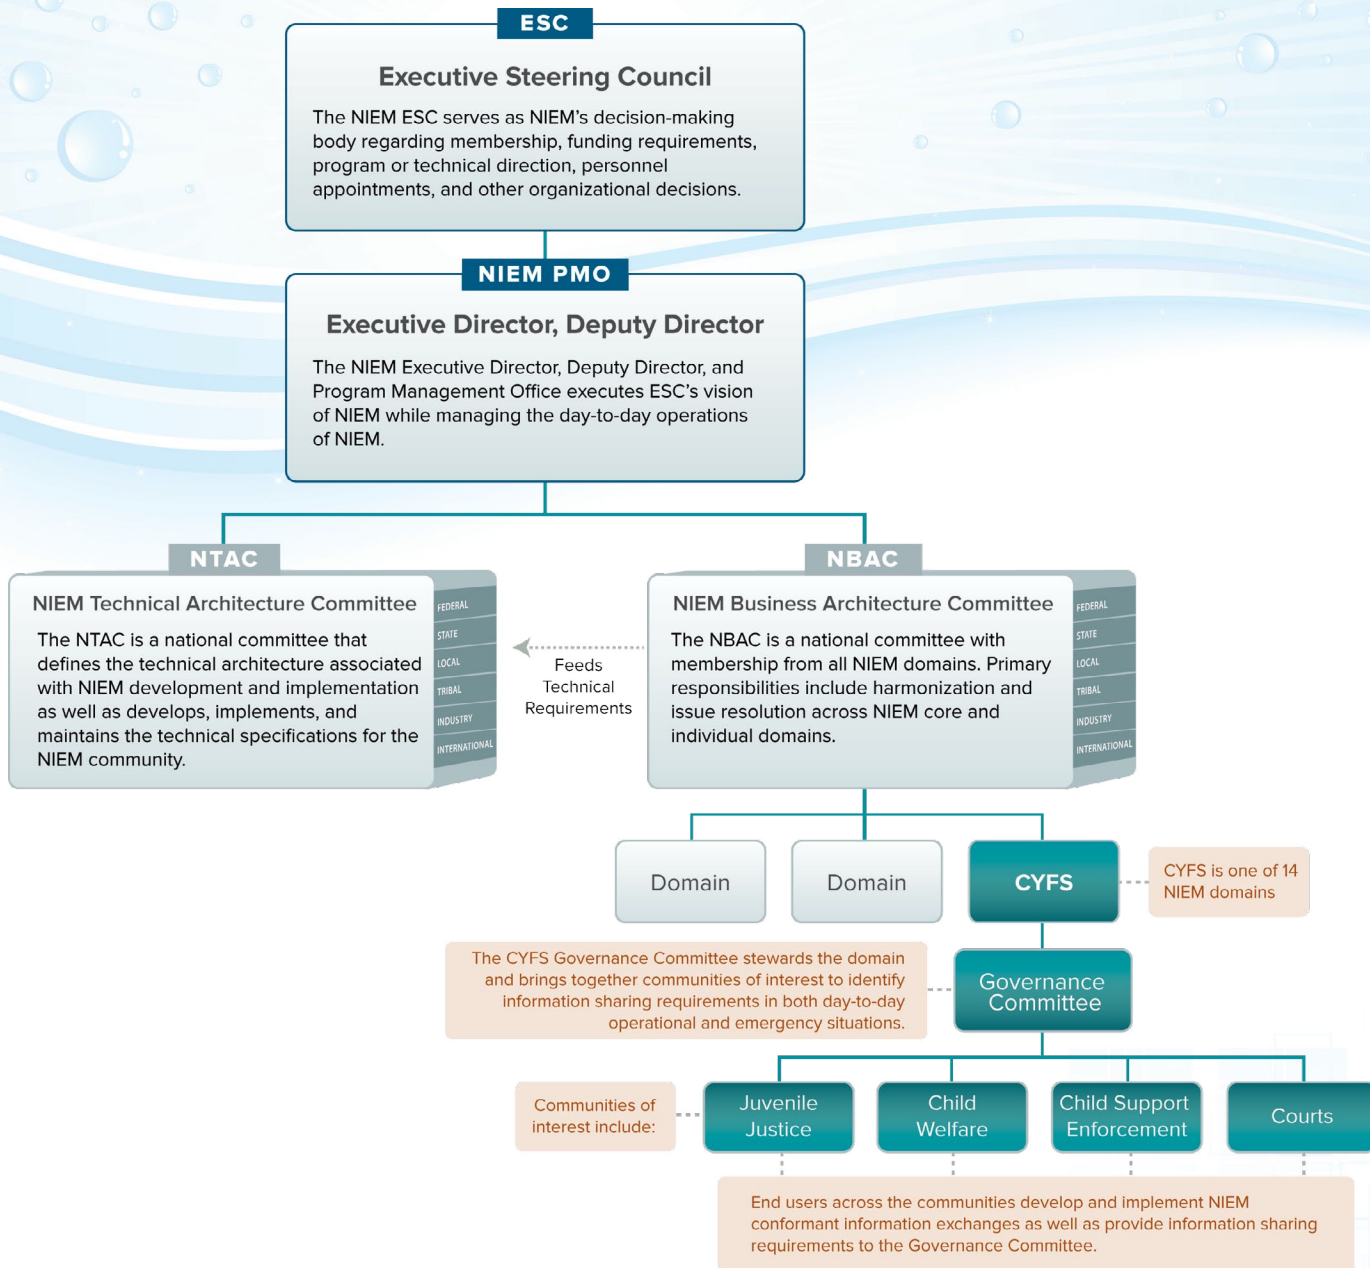 ESC
Executive Steering Council
The NIEM ESC serves as NIEM’s decision-making
body regarding membership, funding requirements,
program or technical direction, personnel
appointments, and other organizational decisions.
NIEM PMO
Executive Director, Deputy Director
The NIEM Executive Director, Deputy Director, and
Program Management Office executes ESC’s vision
of NIEM while managing the day-to-day operations
of NIEM.
NTAC
NIEM Technical Architecture Committee
The NTAC is a national committee that
defines the technical architecture associated
with NIEM development and implementation
as well as develops, implements, and
maintains the technical specifications for the
NIEM community.
FEDERAL
STATE
LOCAL
TRIBAL
INDUSTRY
INTERNATIONAL
Feeds
Technical
Requirements
NBAC
NIEM Business Architecture Committee
The NBAC is a national committee with
membership from all NIEM domains. Primary
responsibilities include harmonization and
issue resolution across NIEM core and
individual domains.
FEDERAL
STATE
LOCAL
TRIBAL
INDUSTRY
INTERNATIONAL
Domain
Domain
CYFS
CYFS is one of 14
NIEM domains
The CYFS Governance Committee stewards the domain
and brings together communities of interest to identify
information sharing requirements in both day-to-day
operational and emergency situations.
Governance
Committee
Communities of
interest include:
Juvenile
Justice
Child
Welfare
Child Support
Enforcement
Courts
End users across the communities develop and implement NIEM
conformant information exchanges as well as provide information sharing
requirements to the Governance Committee.